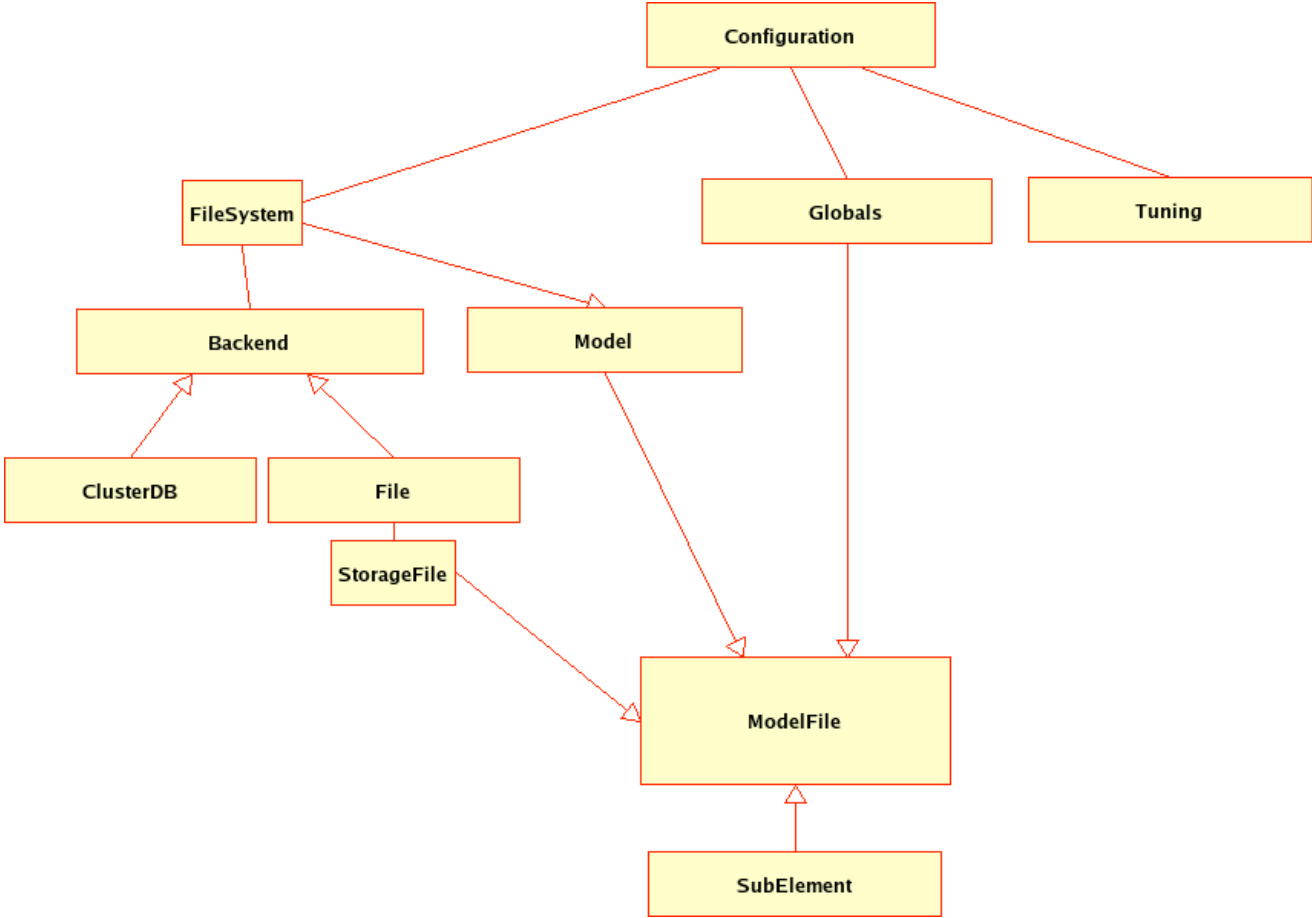 Configuration
FileSystem
Globals
Tuning
Backend
Model
ClusterDB
File
StorageFile
ModelFile
SubElement